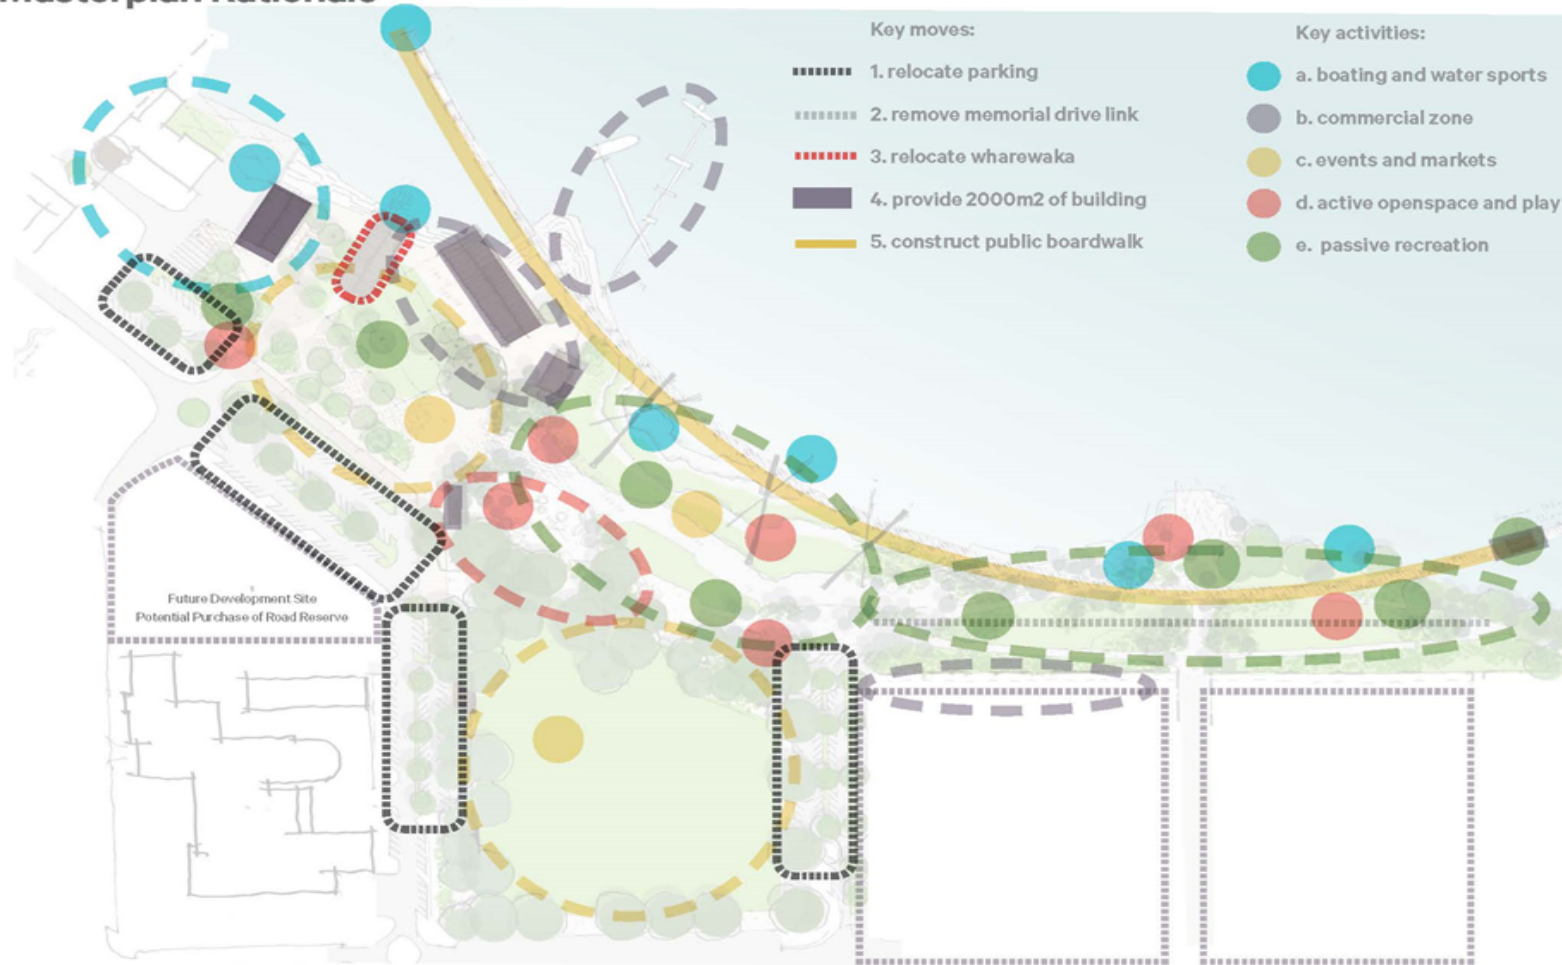 Masterplan Rationale
Key moves:
1. relocate parking
2. remove memorial drive link
3. relocate wharewaka
4. provide 2000m2 of building
5. construct public boardwalk
Key activities:
a. boating and water sports
b. commercial zone
c. events and markets
d. active openspace and play
e. passive recreation
Future Development Site
Potential Purchase of Road Reserve